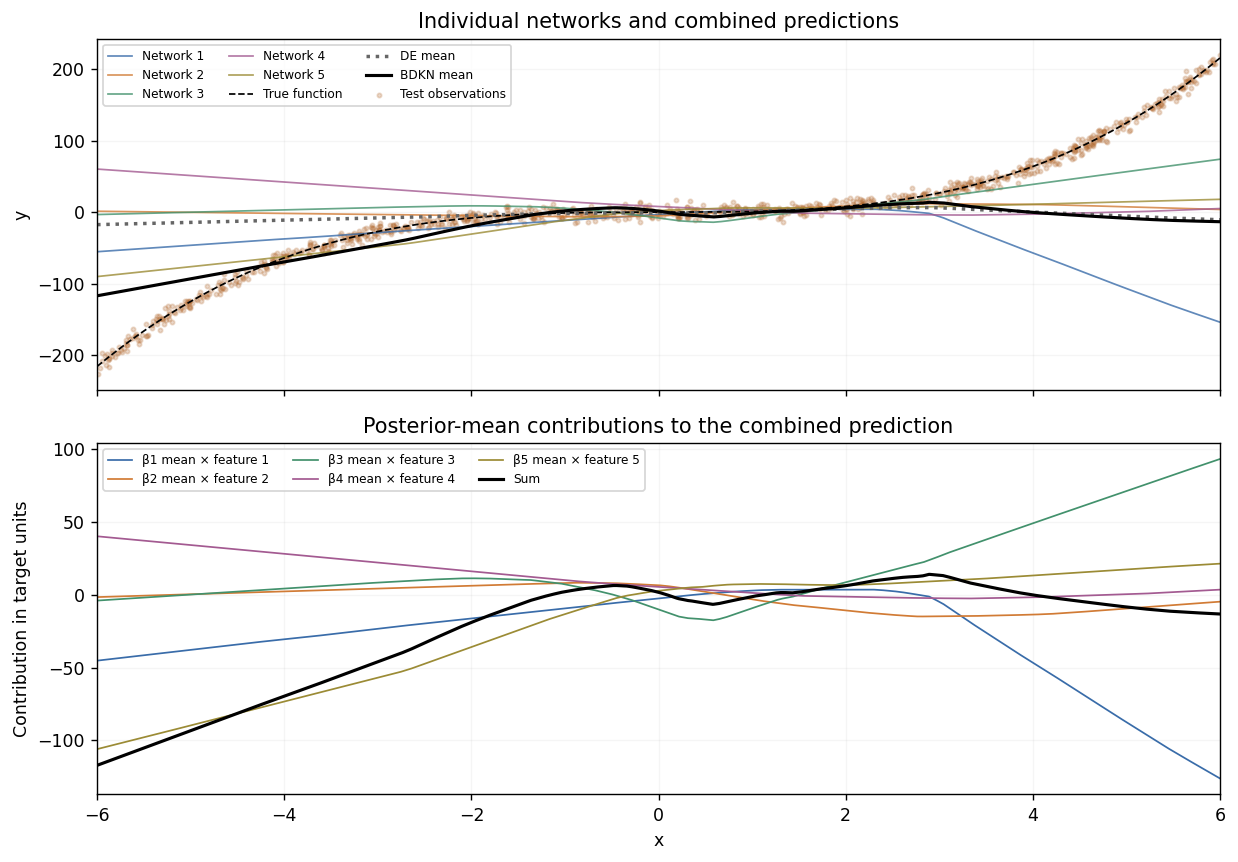 Individual networks and combined predictions
Network 1
Network 2
Network 3
Network 4
Network 5
True function
DE mean
BDKN mean
Test observations
y
200
100
0
−100
−200
Posterior-mean contributions to the combined prediction
β1 mean × feature 1
β2 mean × feature 2
β3 mean × feature 3
β4 mean × feature 4
β5 mean × feature 5
Sum
Contribution in target units
100
50
0
−50
−100
−6
−4
−2
0
2
4
6
x